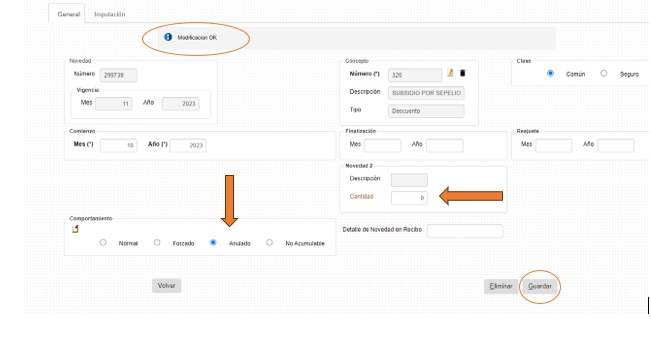 General Imputación
Modificacion OK.
Novedad
Número 299739
Vigencia
Mes 11 Año 2023
Concepto
Número (*) 326
Descripción SUBSIDIO POR SEPELIO
Tipo Descuento
Clase
Común Seguro
Comienzo
Mes (*) 10 Año (*) 2023
Finalización
Mes Año
Reajuste
Mes Año
Novedad 2
Descripción
Cantidad 0
Comportamiento
Normal Forzado Anulado No Acumulable
Detalle de Novedad en Recibo
Volver Eliminar Guardar